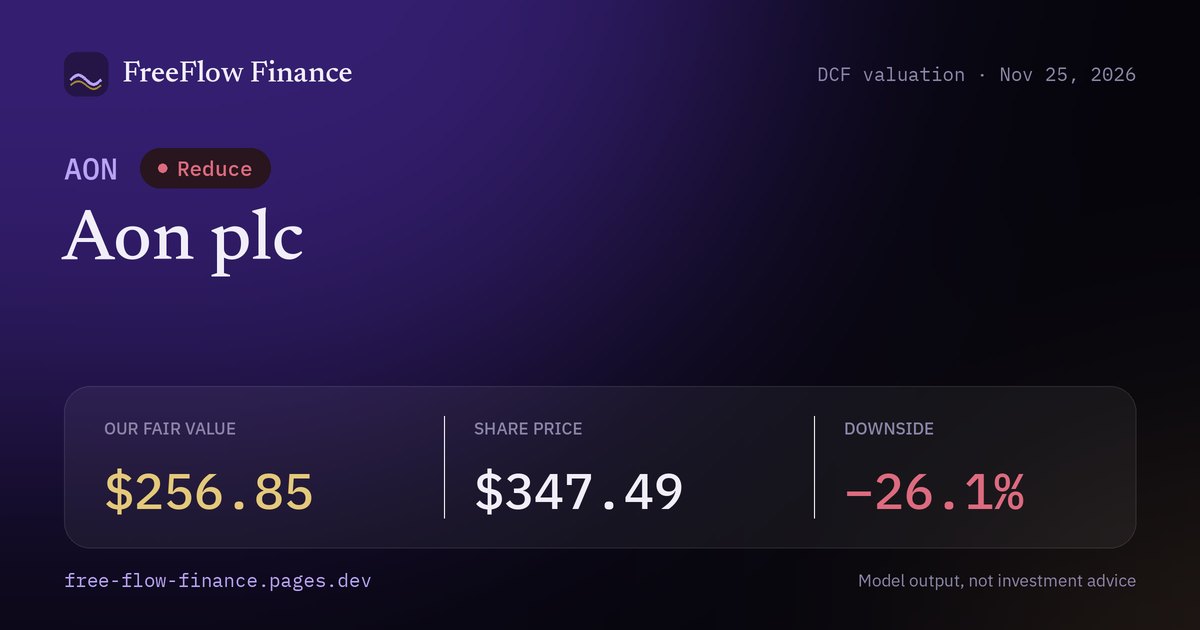 FreeFlow Finance
DCF valuation · Nov 25, 2026
AON
Reduce
Aon plc
OUR FAIR VALUE
SHARE PRICE
DOWNSIDE
$256.85
$347.49
−26.1%
free-flow-finance.pages.dev
Model output, not investment advice